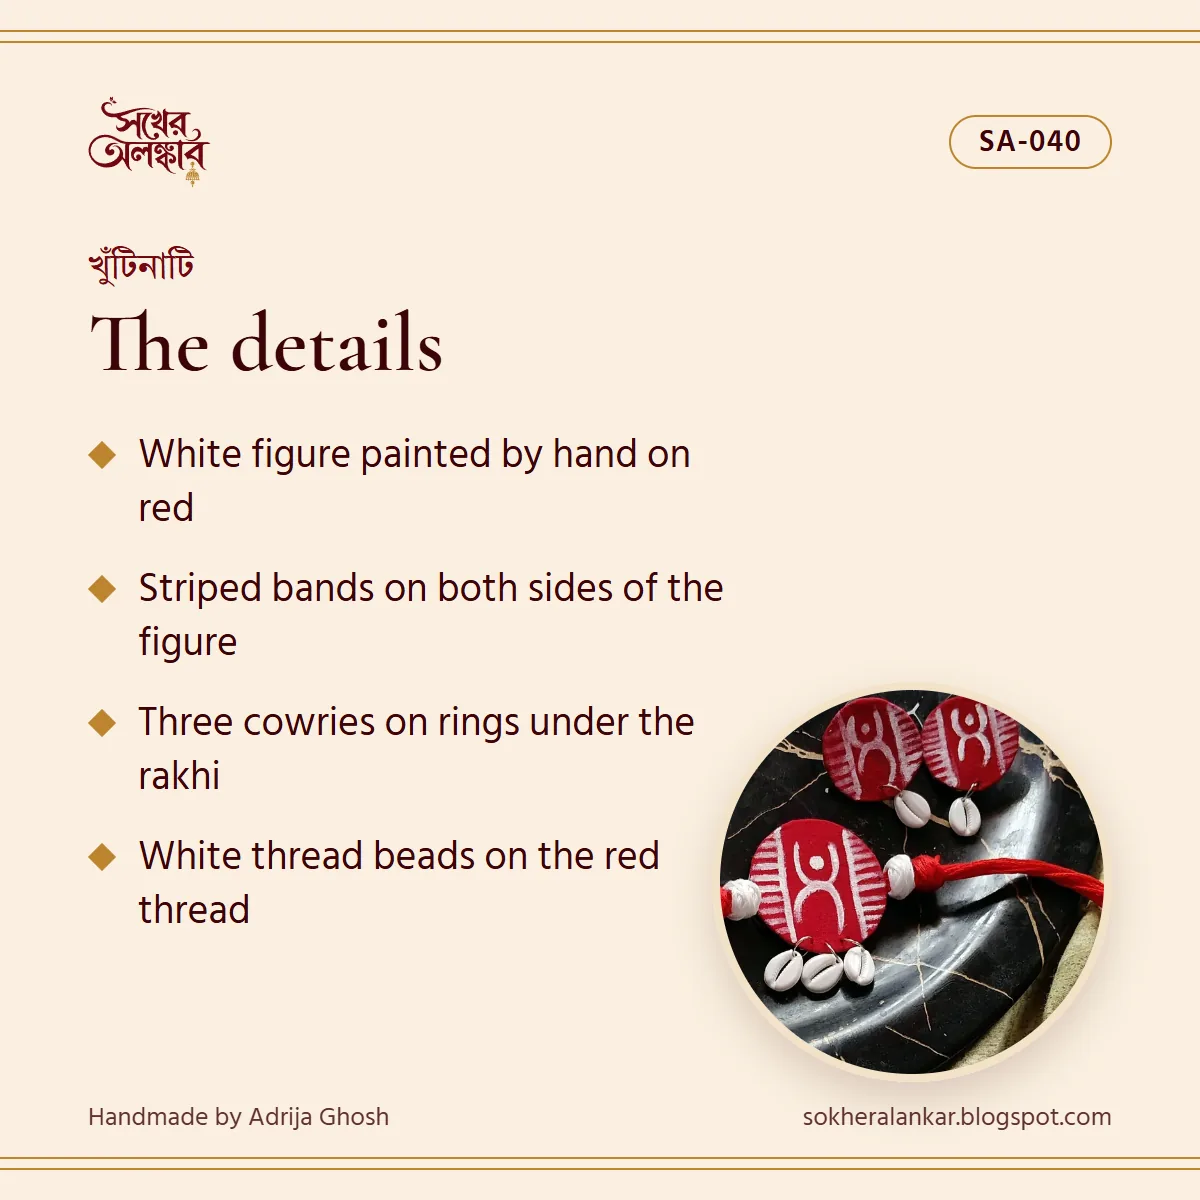 সখের
অলঙ্কার
SA-040
খুঁটিনাটি
The details
White figure painted by hand on
red
Striped bands on both sides of the
figure
Three cowries on rings under the
rakhi
White thread beads on the red
thread
Handmade by Adrija Ghosh
sokheralankar.blogspot.com